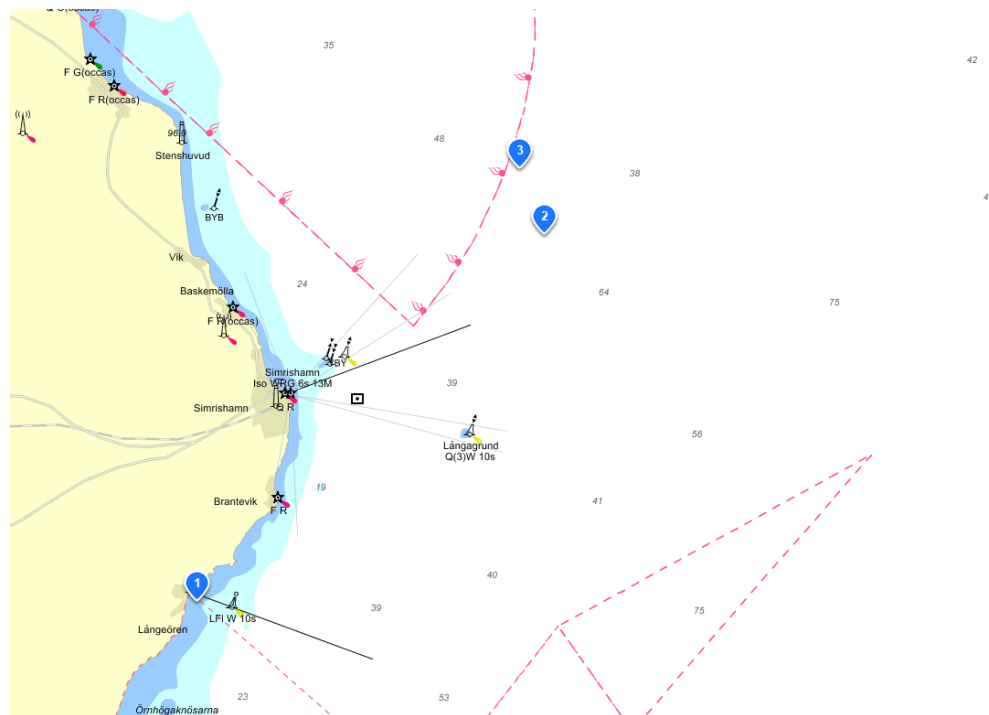 35
42
F G(occas)
F R(occas)
96.0
48
Stenshuvud
3
38
4
BYB
2
Vik
24
Baskemölla
64
75
F R(occas)
BY
Simrishamn
Iso WRG 6s 13M
39
Simrishamn
Q R
56
Långagrund
Q(3)W 10s
19
Brantevik
41
F R
40
1
39
75
LFl W 10s
Långeören
23
53
Örnhögaknösarna